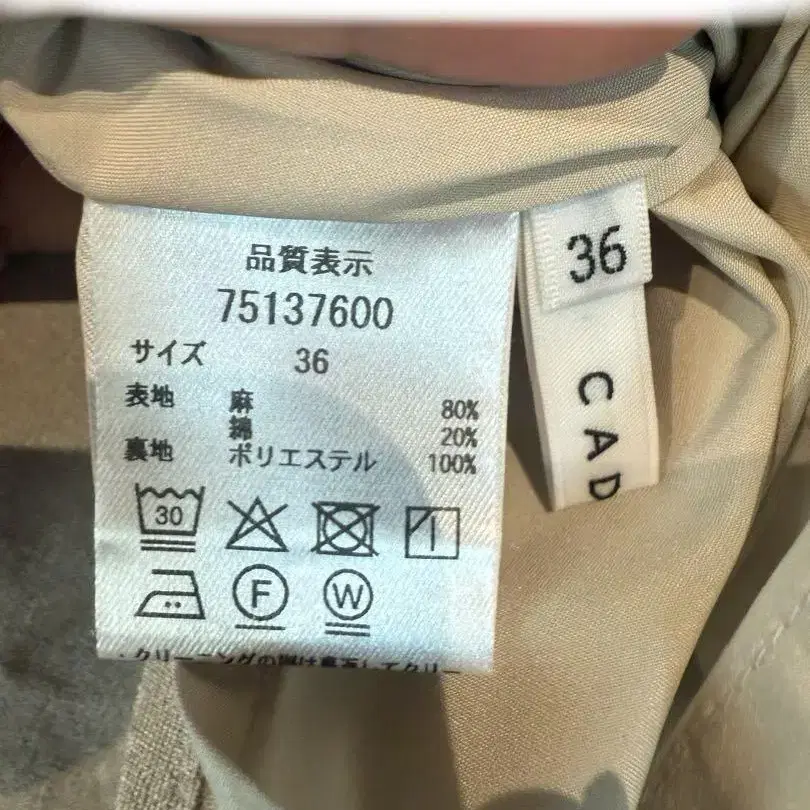 品質表示
75137600
サイズ 36
表地 麻 80%
綿 20%
裏地 ポリエステル 100%
30
F W
36
CAD